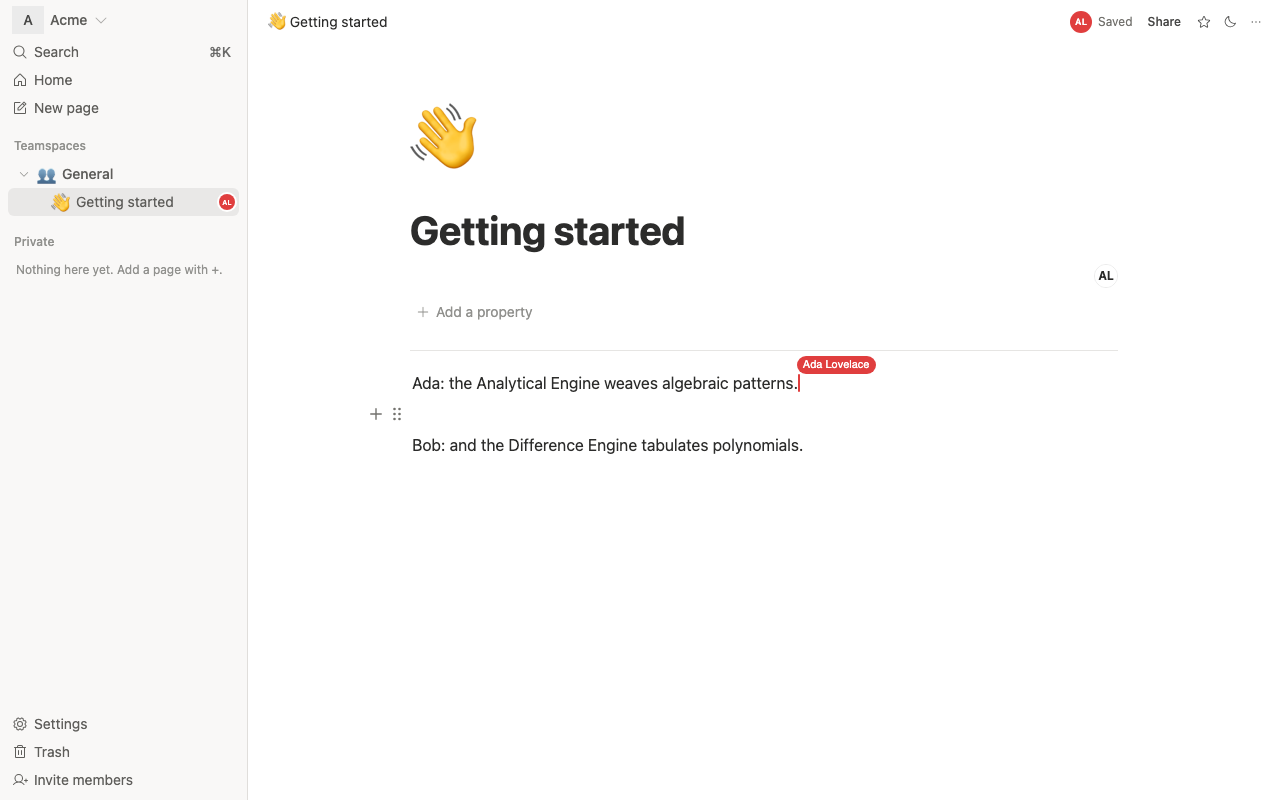 A Acme
Search ⌘K
Home
New page
Teamspaces
General
Getting started AL
Private
Nothing here yet. Add a page with +.
Settings
Trash
Invite members
Getting started
AL Saved Share
Getting started
AL
Add a property
Ada Lovelace
Ada: the Analytical Engine weaves algebraic patterns.
Bob: and the Difference Engine tabulates polynomials.